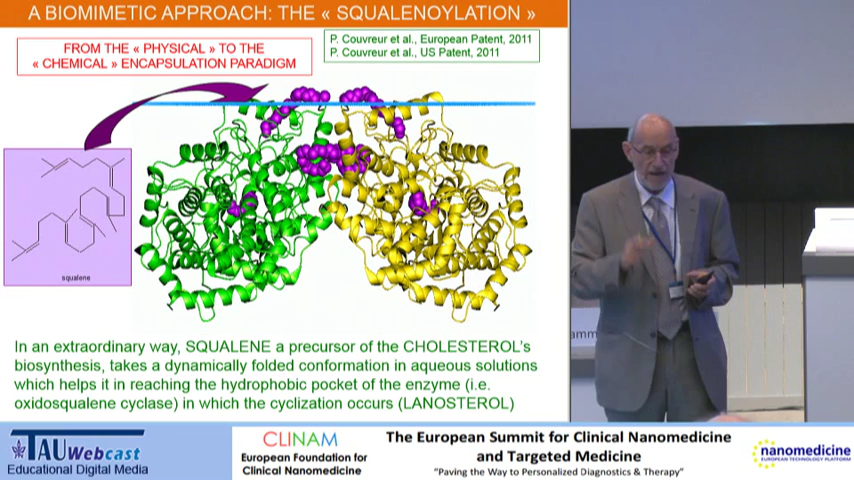 A BIOMIMETIC APPROACH: THE « SQUALENOYLATION »
FROM THE « PHYSICAL » TO THE
« CHEMICAL » ENCAPSULATION PARADIGM
P. Couvreur et al., European Patent, 2011
P. Couvreur et al., US Patent, 2011
squalene
In an extraordinary way, SQUALENE a precursor of the CHOLESTEROL's
biosynthesis, takes a dynamically folded conformation in aqueous solutions
which helps it in reaching the hydrophobic pocket of the enzyme (i.e.
oxidosqualene cyclase) in which the cyclization occurs (LANOSTEROL)
amm
TAU Webcast
Educational Digital Media
CLINAM
European Foundation for
Clinical Nanomedicine
The European Summit for Clinical Nanomedicine
and Targeted Medicine
"Paving the Way to Personalized Diagnostics & Therapy"
nanomedicine
EUROPEAN TECHNOLOGY PLATFORM